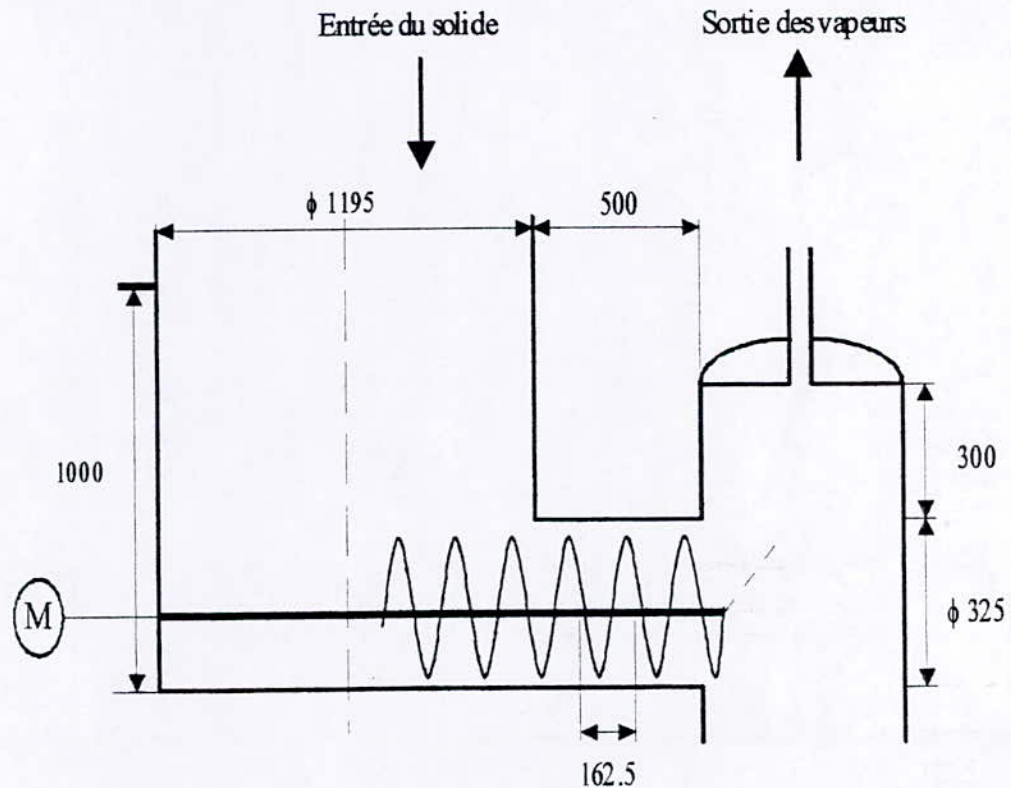 Entrée du solide
Sortie des vapeurs
ϕ 1195
500
1000
300
M
ϕ 325
162.5